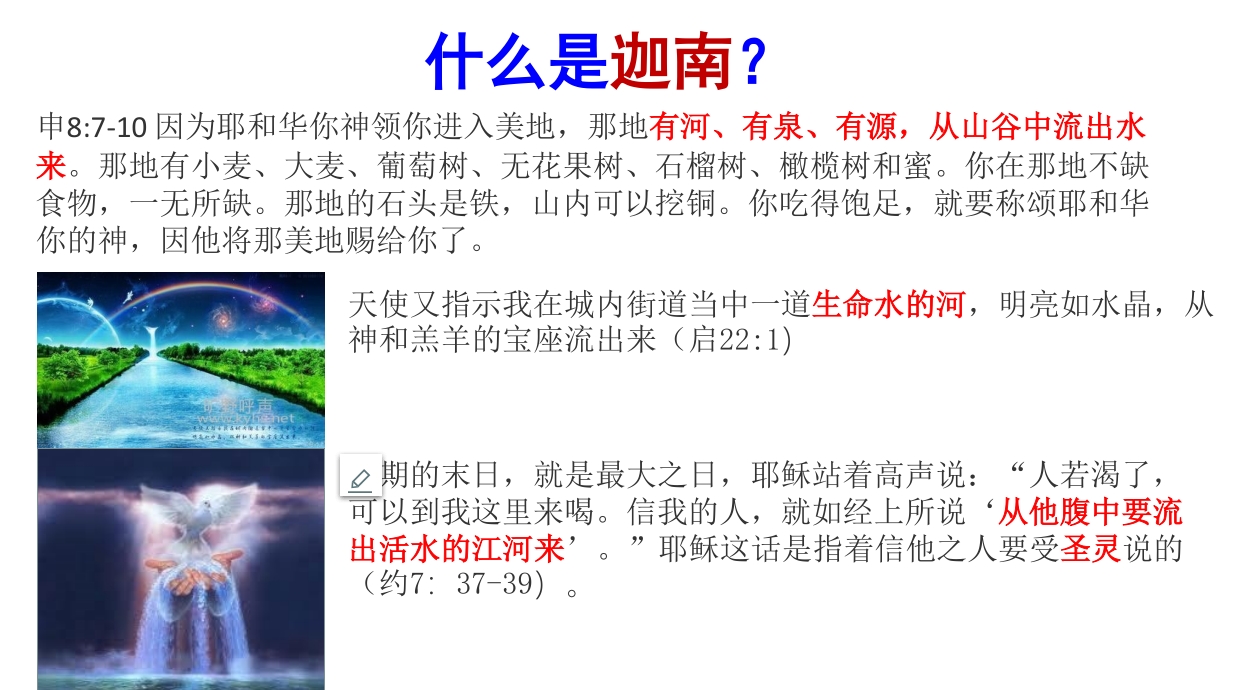 什么是迦南？
申8:7-10 因为耶和华你神领你进入美地，那地有河、有泉、有源，从山谷中流出水
来。那地有小麦、大麦、葡萄树、无花果树、石榴树、橄榄树和蜜。你在那地不缺
食物，一无所缺。那地的石头是铁，山内可以挖铜。你吃得饱足，就要称颂耶和华
你的神，因他将那美地赐给你了。
天使又指示我在城内街道当中一道生命水的河，明亮如水晶，从
神和羔羊的宝座流出来（启22:1)
旷野呼声
www.kyhs.net
期的末日，就是最大之日，耶稣站着高声说：“人若渴了，
可以到我这里来喝。信我的人，就如经上所说‘从他腹中要流
出活水的江河来’。”耶稣这话是指着信他之人要受圣灵说的
（约7: 37-39) 。